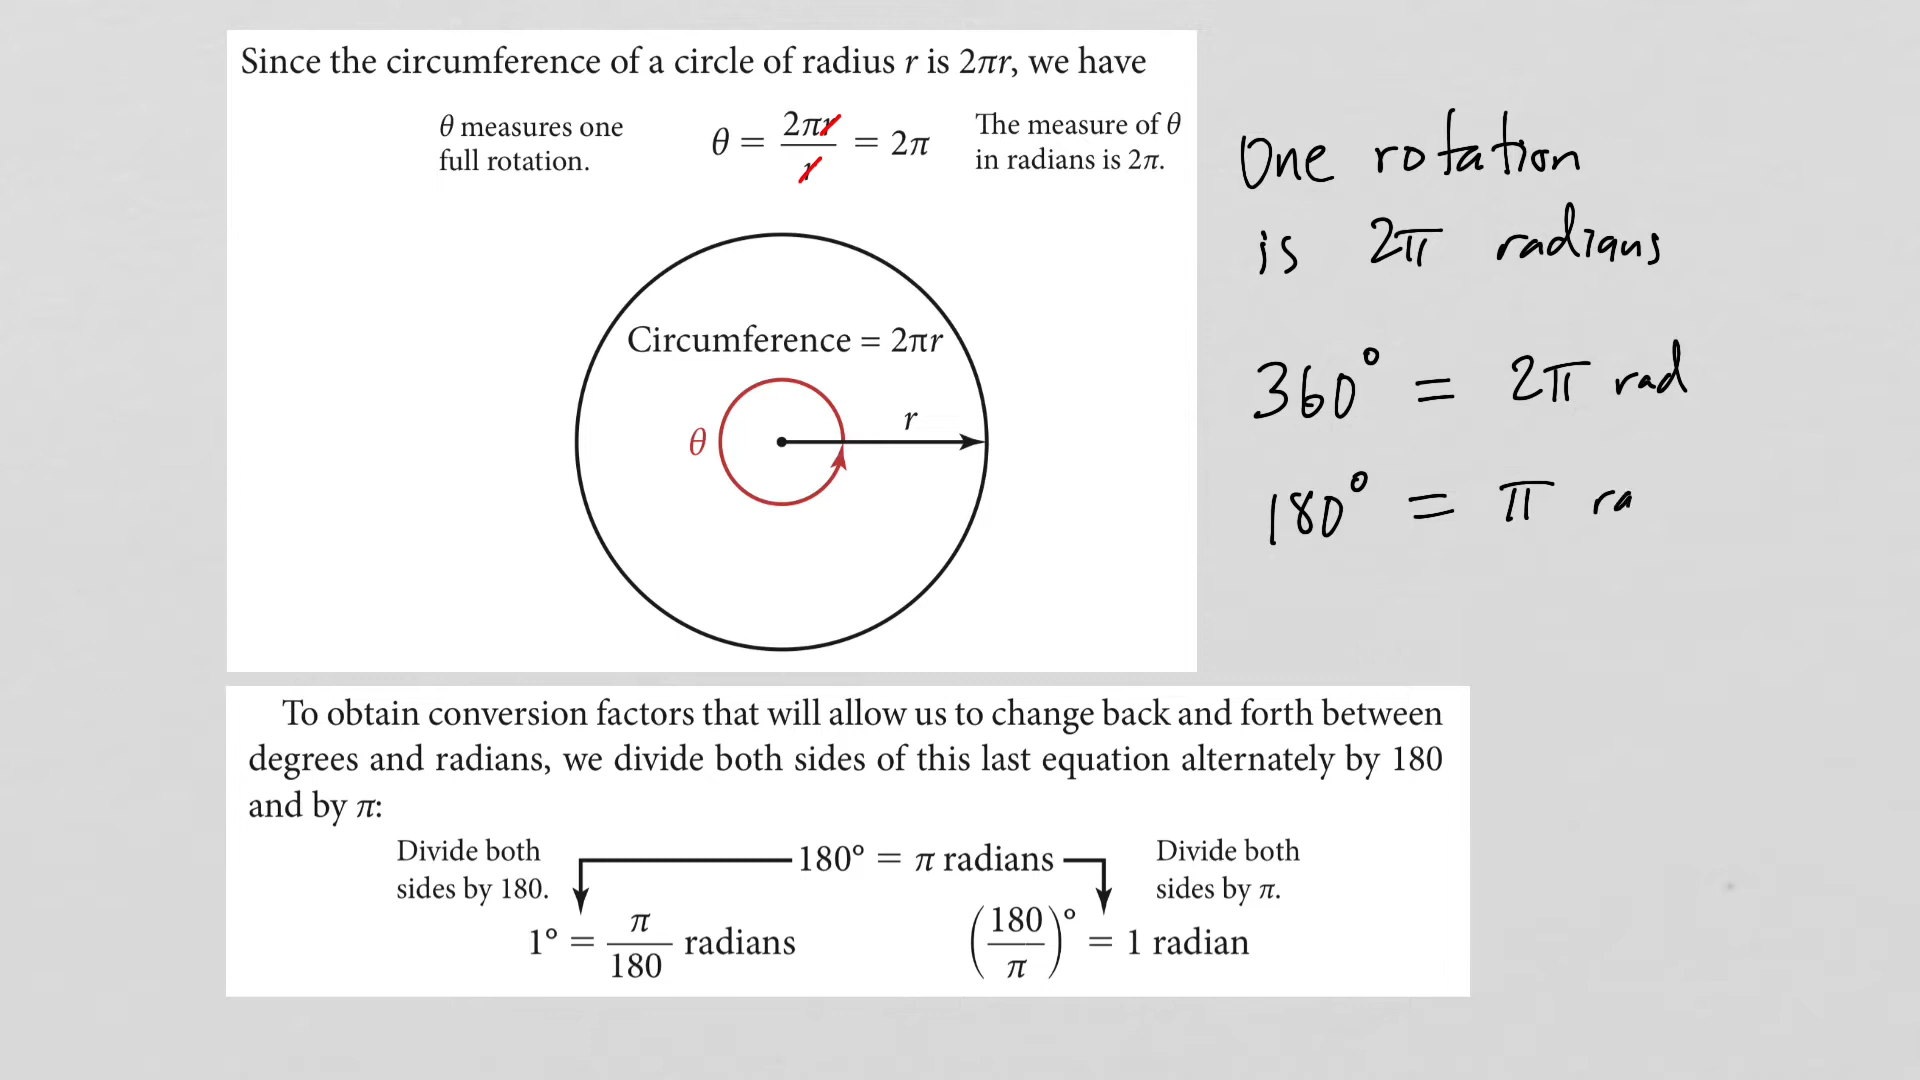 Since the circumference of a circle of radius r is 2πr, we have
θ measures one
full rotation.
θ = 2πr/r = 2π
The measure of θ
in radians is 2π.
Circumference = 2πr
θ
r
One rotation
is 2π radians
360° = 2π rad
180° = π ra
To obtain conversion factors that will allow us to change back and forth between
degrees and radians, we divide both sides of this last equation alternately by 180
and by π:
Divide both
sides by 180.
180° = π radians
Divide both
sides by π.
1° = π/180 radians
(180/π)° = 1 radian